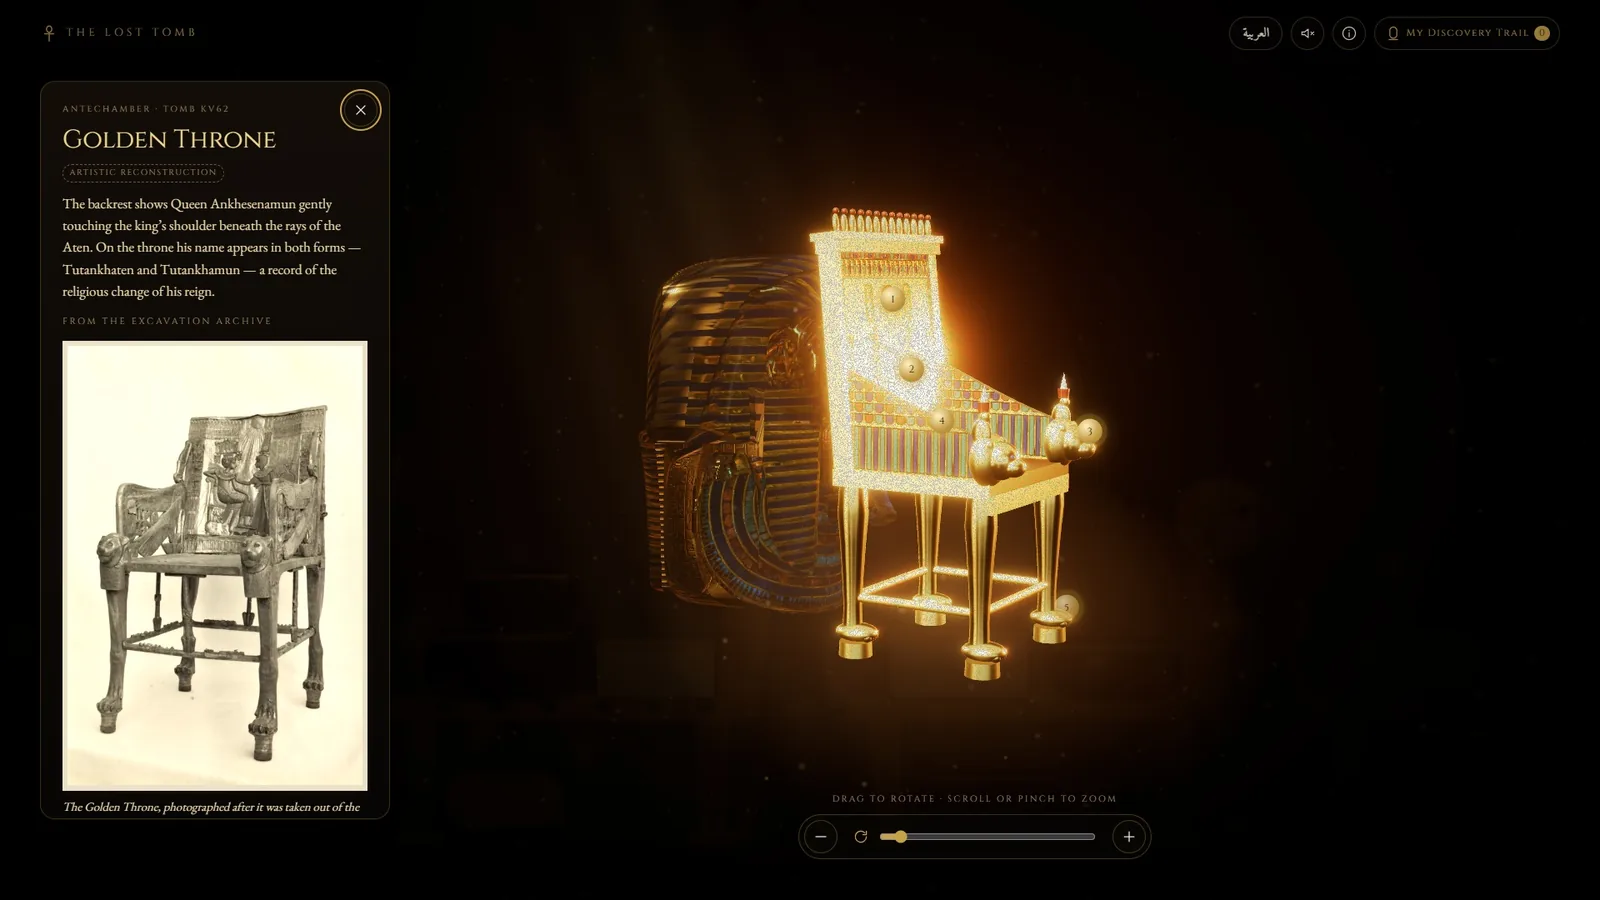 THE LOST TOMB
العربية
MY DISCOVERY TRAIL 0
ANTECHAMBER · TOMB KV62
GOLDEN THRONE
ARTISTIC RECONSTRUCTION
The backrest shows Queen Ankhesenamun gently
touching the king’s shoulder beneath the rays of the
Aten. On the throne his name appears in both forms —
Tutankhaten and Tutankhamun — a record of the
religious change of his reign.
FROM THE EXCAVATION ARCHIVE
The Golden Throne, photographed after it was taken out of the
1
2
4
3
5
DRAG TO ROTATE · SCROLL OR PINCH TO ZOOM